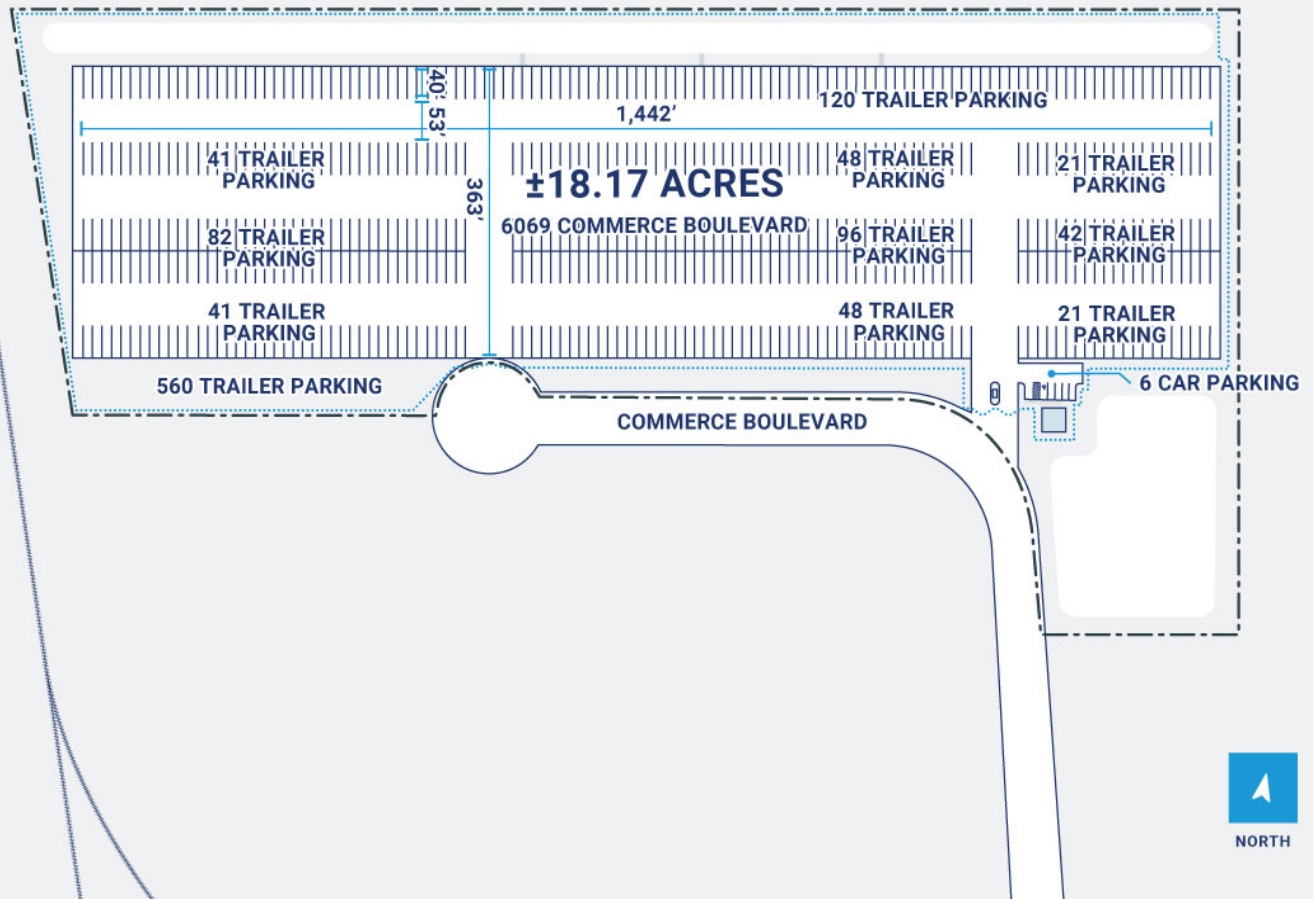 40'
53'
1,442'
120 TRAILER PARKING
41 TRAILER
PARKING
363'
±18.17 ACRES
6069 COMMERCE BOULEVARD
48 TRAILER
PARKING
21 TRAILER
PARKING
82 TRAILER
PARKING
96 TRAILER
PARKING
42 TRAILER
PARKING
41 TRAILER
PARKING
48 TRAILER
PARKING
21 TRAILER
PARKING
560 TRAILER PARKING
6 CAR PARKING
COMMERCE BOULEVARD
NORTH